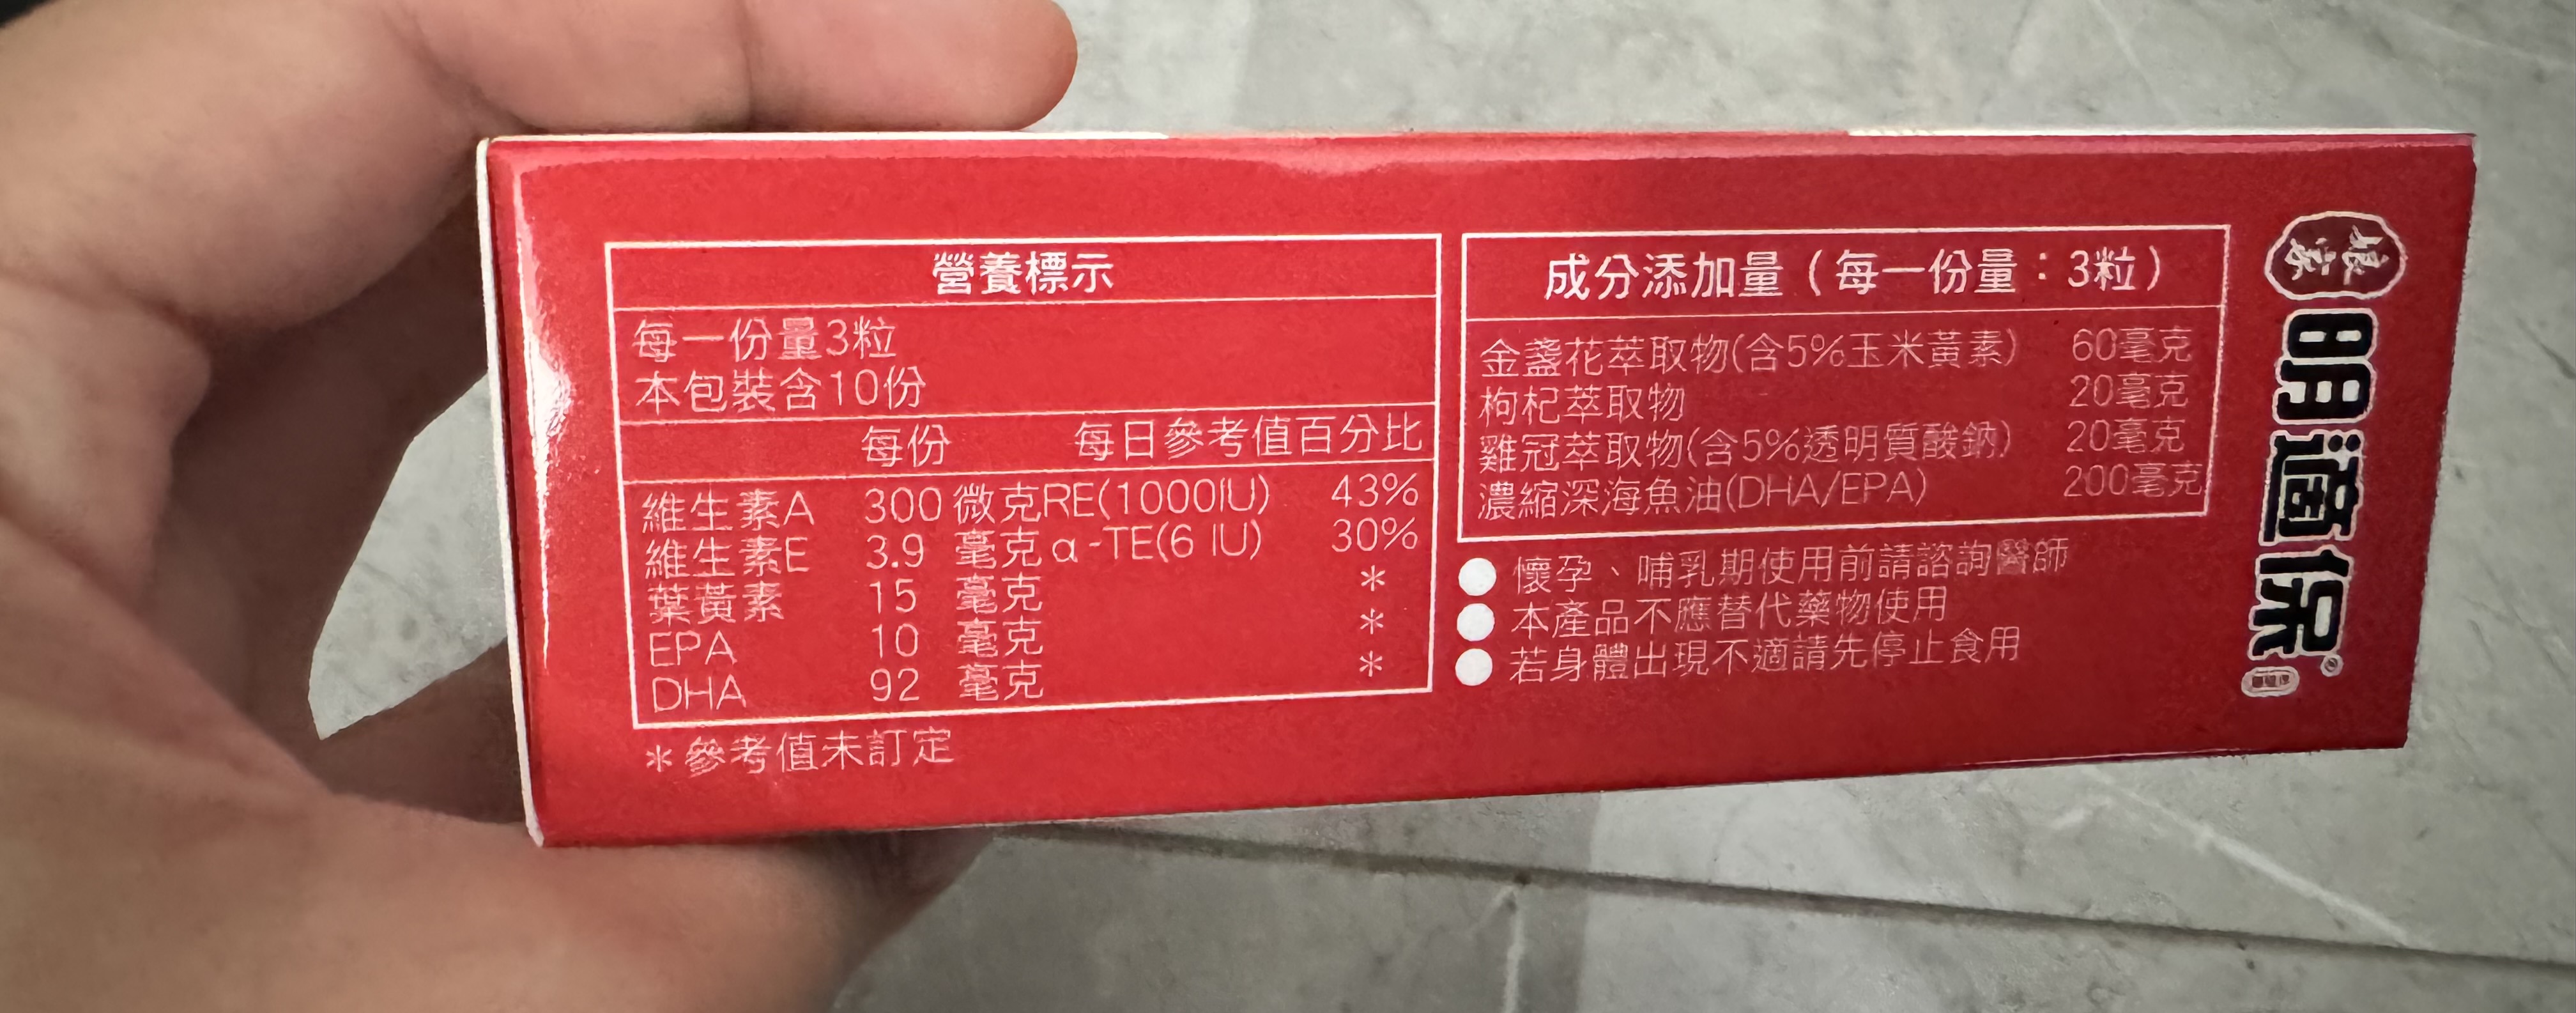 營養標示
每一份量3粒
本包裝含10份
每份 每日參考值百分比
維生素A 300 微克RE(1000IU) 43%
維生素E 3.9 毫克 α-TE(6 IU) 30%
葉黃素 15 毫克 *
EPA 10 毫克 *
DHA 92 毫克 *
*參考值未訂定
成分添加量(每一份量:3粒)
金盞花萃取物(含5%玉米黃素) 60毫克
枸杞萃取物 20毫克
雞冠萃取物(含5%透明質酸鈉) 20毫克
濃縮深海魚油(DHA/EPA) 200毫克
● 懷孕、哺乳期使用前請諮詢醫師
● 本產品不應替代藥物使用
● 若身體出現不適請先停止食用
娘家
明適保®